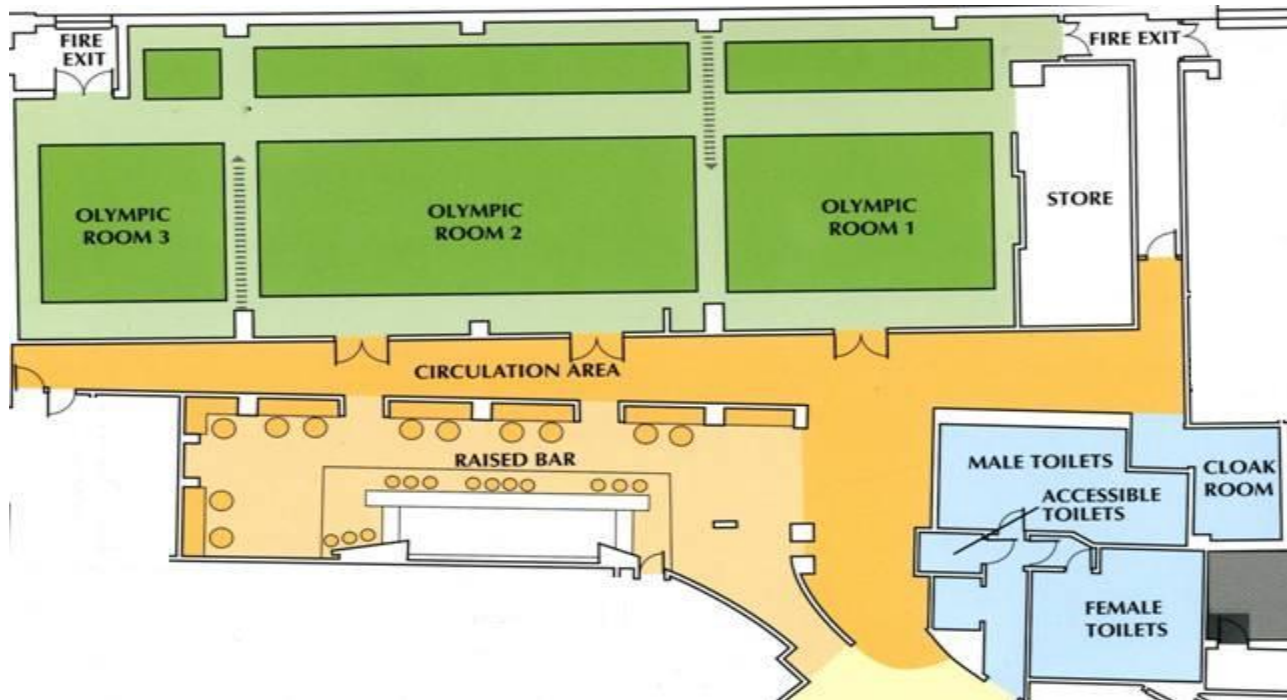 FIRE
EXIT
FIRE EXIT
OLYMPIC
ROOM 3
OLYMPIC
ROOM 2
OLYMPIC
ROOM 1
STORE
CIRCULATION AREA
RAISED BAR
MALE TOILETS
CLOAK
ROOM
ACCESSIBLE
TOILETS
FEMALE
TOILETS